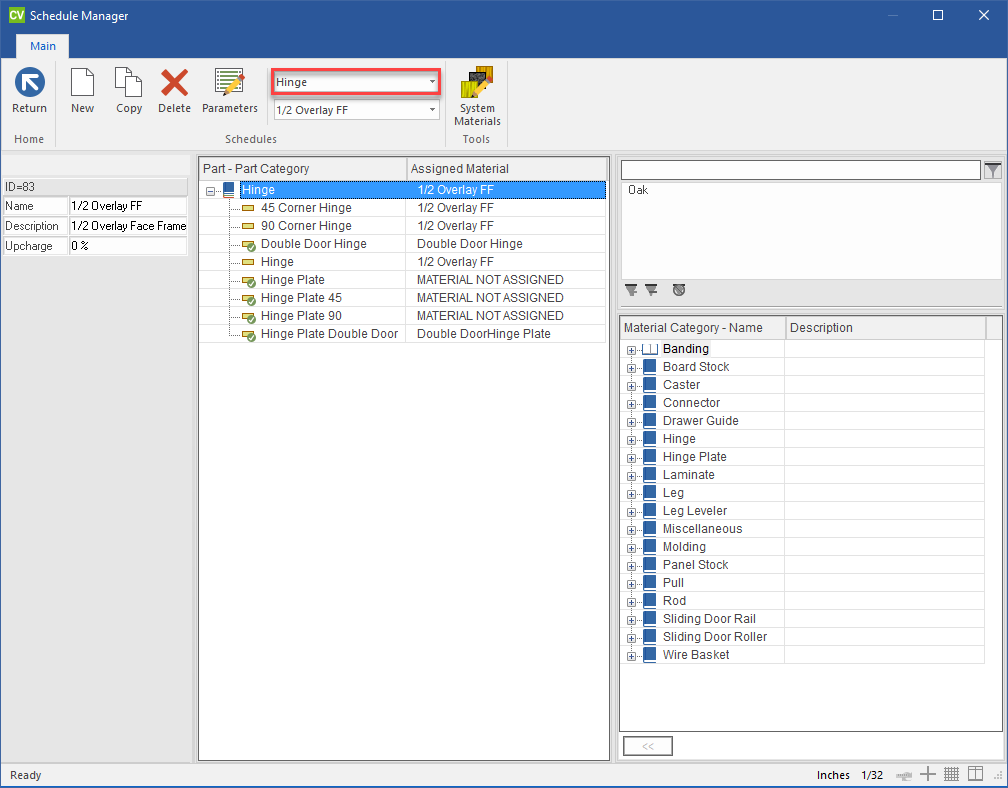 CV Schedule Manager
Main
Return
New
Copy
Delete
Parameters
Hinge
1/2 Overlay FF
System
Materials
Home
Schedules
Tools
ID=83
Name 1/2 Overlay FF
Description 1/2 Overlay Face Frame
Upcharge 0 %
Part - Part Category Assigned Material
Hinge 1/2 Overlay FF
45 Corner Hinge 1/2 Overlay FF
90 Corner Hinge 1/2 Overlay FF
Double Door Hinge Double Door Hinge
Hinge 1/2 Overlay FF
Hinge Plate MATERIAL NOT ASSIGNED
Hinge Plate 45 MATERIAL NOT ASSIGNED
Hinge Plate 90 MATERIAL NOT ASSIGNED
Hinge Plate Double Door Double DoorHinge Plate
Oak
Material Category - Name Description
Banding
Board Stock
Caster
Connector
Drawer Guide
Hinge
Hinge Plate
Laminate
Leg
Leg Leveler
Miscellaneous
Molding
Panel Stock
Pull
Rod
Sliding Door Rail
Sliding Door Roller
Wire Basket
<<
Ready
Inches 1/32